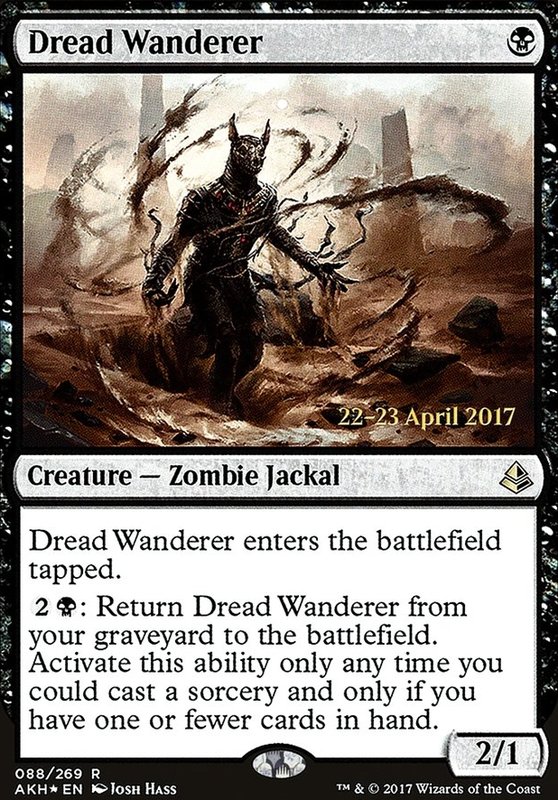 Dread Wanderer
22–23 April 2017
Creature — Zombie Jackal
Dread Wanderer enters the battlefield
tapped.
2: Return Dread Wanderer from
your graveyard to the battlefield.
Activate this ability only any time you
could cast a sorcery and only if you
have one or fewer cards in hand.
2/1
088/269 R
AKH★EN Josh Hass
™ & © 2017 Wizards of the Coast